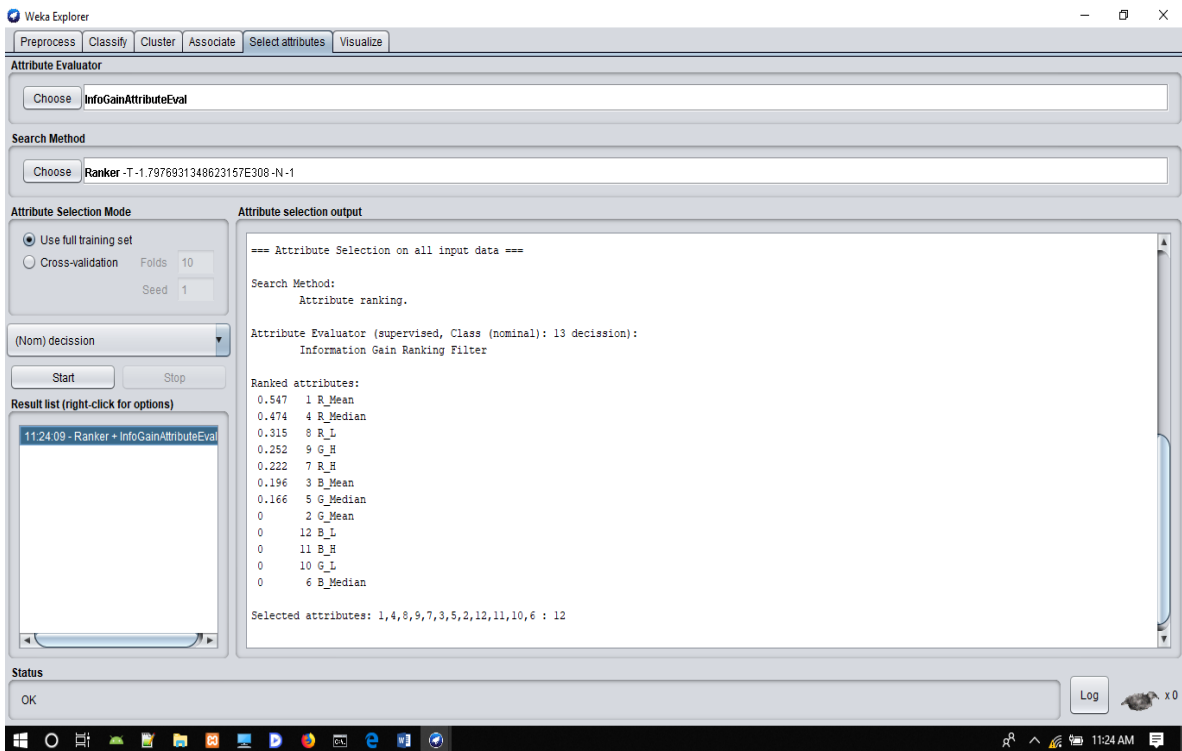 Weka Explorer
Preprocess Classify Cluster Associate Select attributes Visualize
Attribute Evaluator
Choose InfoGainAttributeEval
Search Method
Choose Ranker -T -1.7976931348623157E308 -N -1
Attribute Selection Mode
Use full training set
Cross-validation Folds 10
Seed 1
(Nom) decission
Start Stop
Result list (right-click for options)
11:24:09 - Ranker + InfoGainAttributeEval
Attribute selection output
=== Attribute Selection on all input data ===
Search Method:
Attribute ranking.
Attribute Evaluator (supervised, Class (nominal): 13 decission):
Information Gain Ranking Filter
Ranked attributes:
0.547 1 R_Mean
0.474 4 R_Median
0.315 8 R_L
0.252 9 G_H
0.222 7 R_H
0.196 3 B_Mean
0.166 5 G_Median
0 2 G_Mean
0 12 B_L
0 11 B_H
0 10 G_L
0 6 B_Median
Selected attributes: 1,4,8,9,7,3,5,2,12,11,10,6 : 12
Status
OK
Log
x 0
11:24 AM